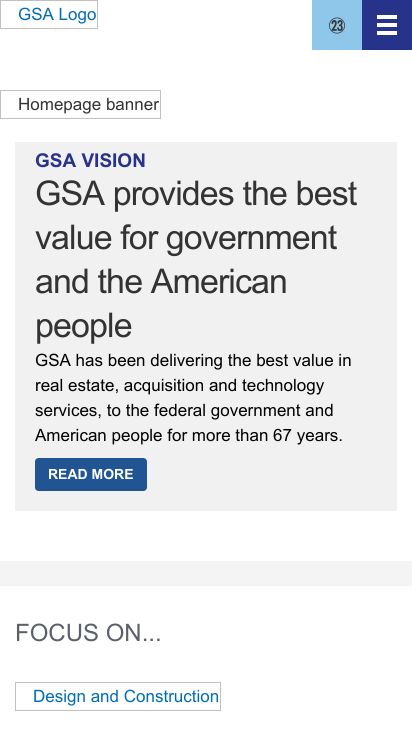 GSA Logo
㉓
Homepage banner
GSA VISION
GSA provides the best
value for government
and the American
people
GSA has been delivering the best value in
real estate, acquisition and technology
services, to the federal government and
American people for more than 67 years.
READ MORE
FOCUS ON...
Design and Construction